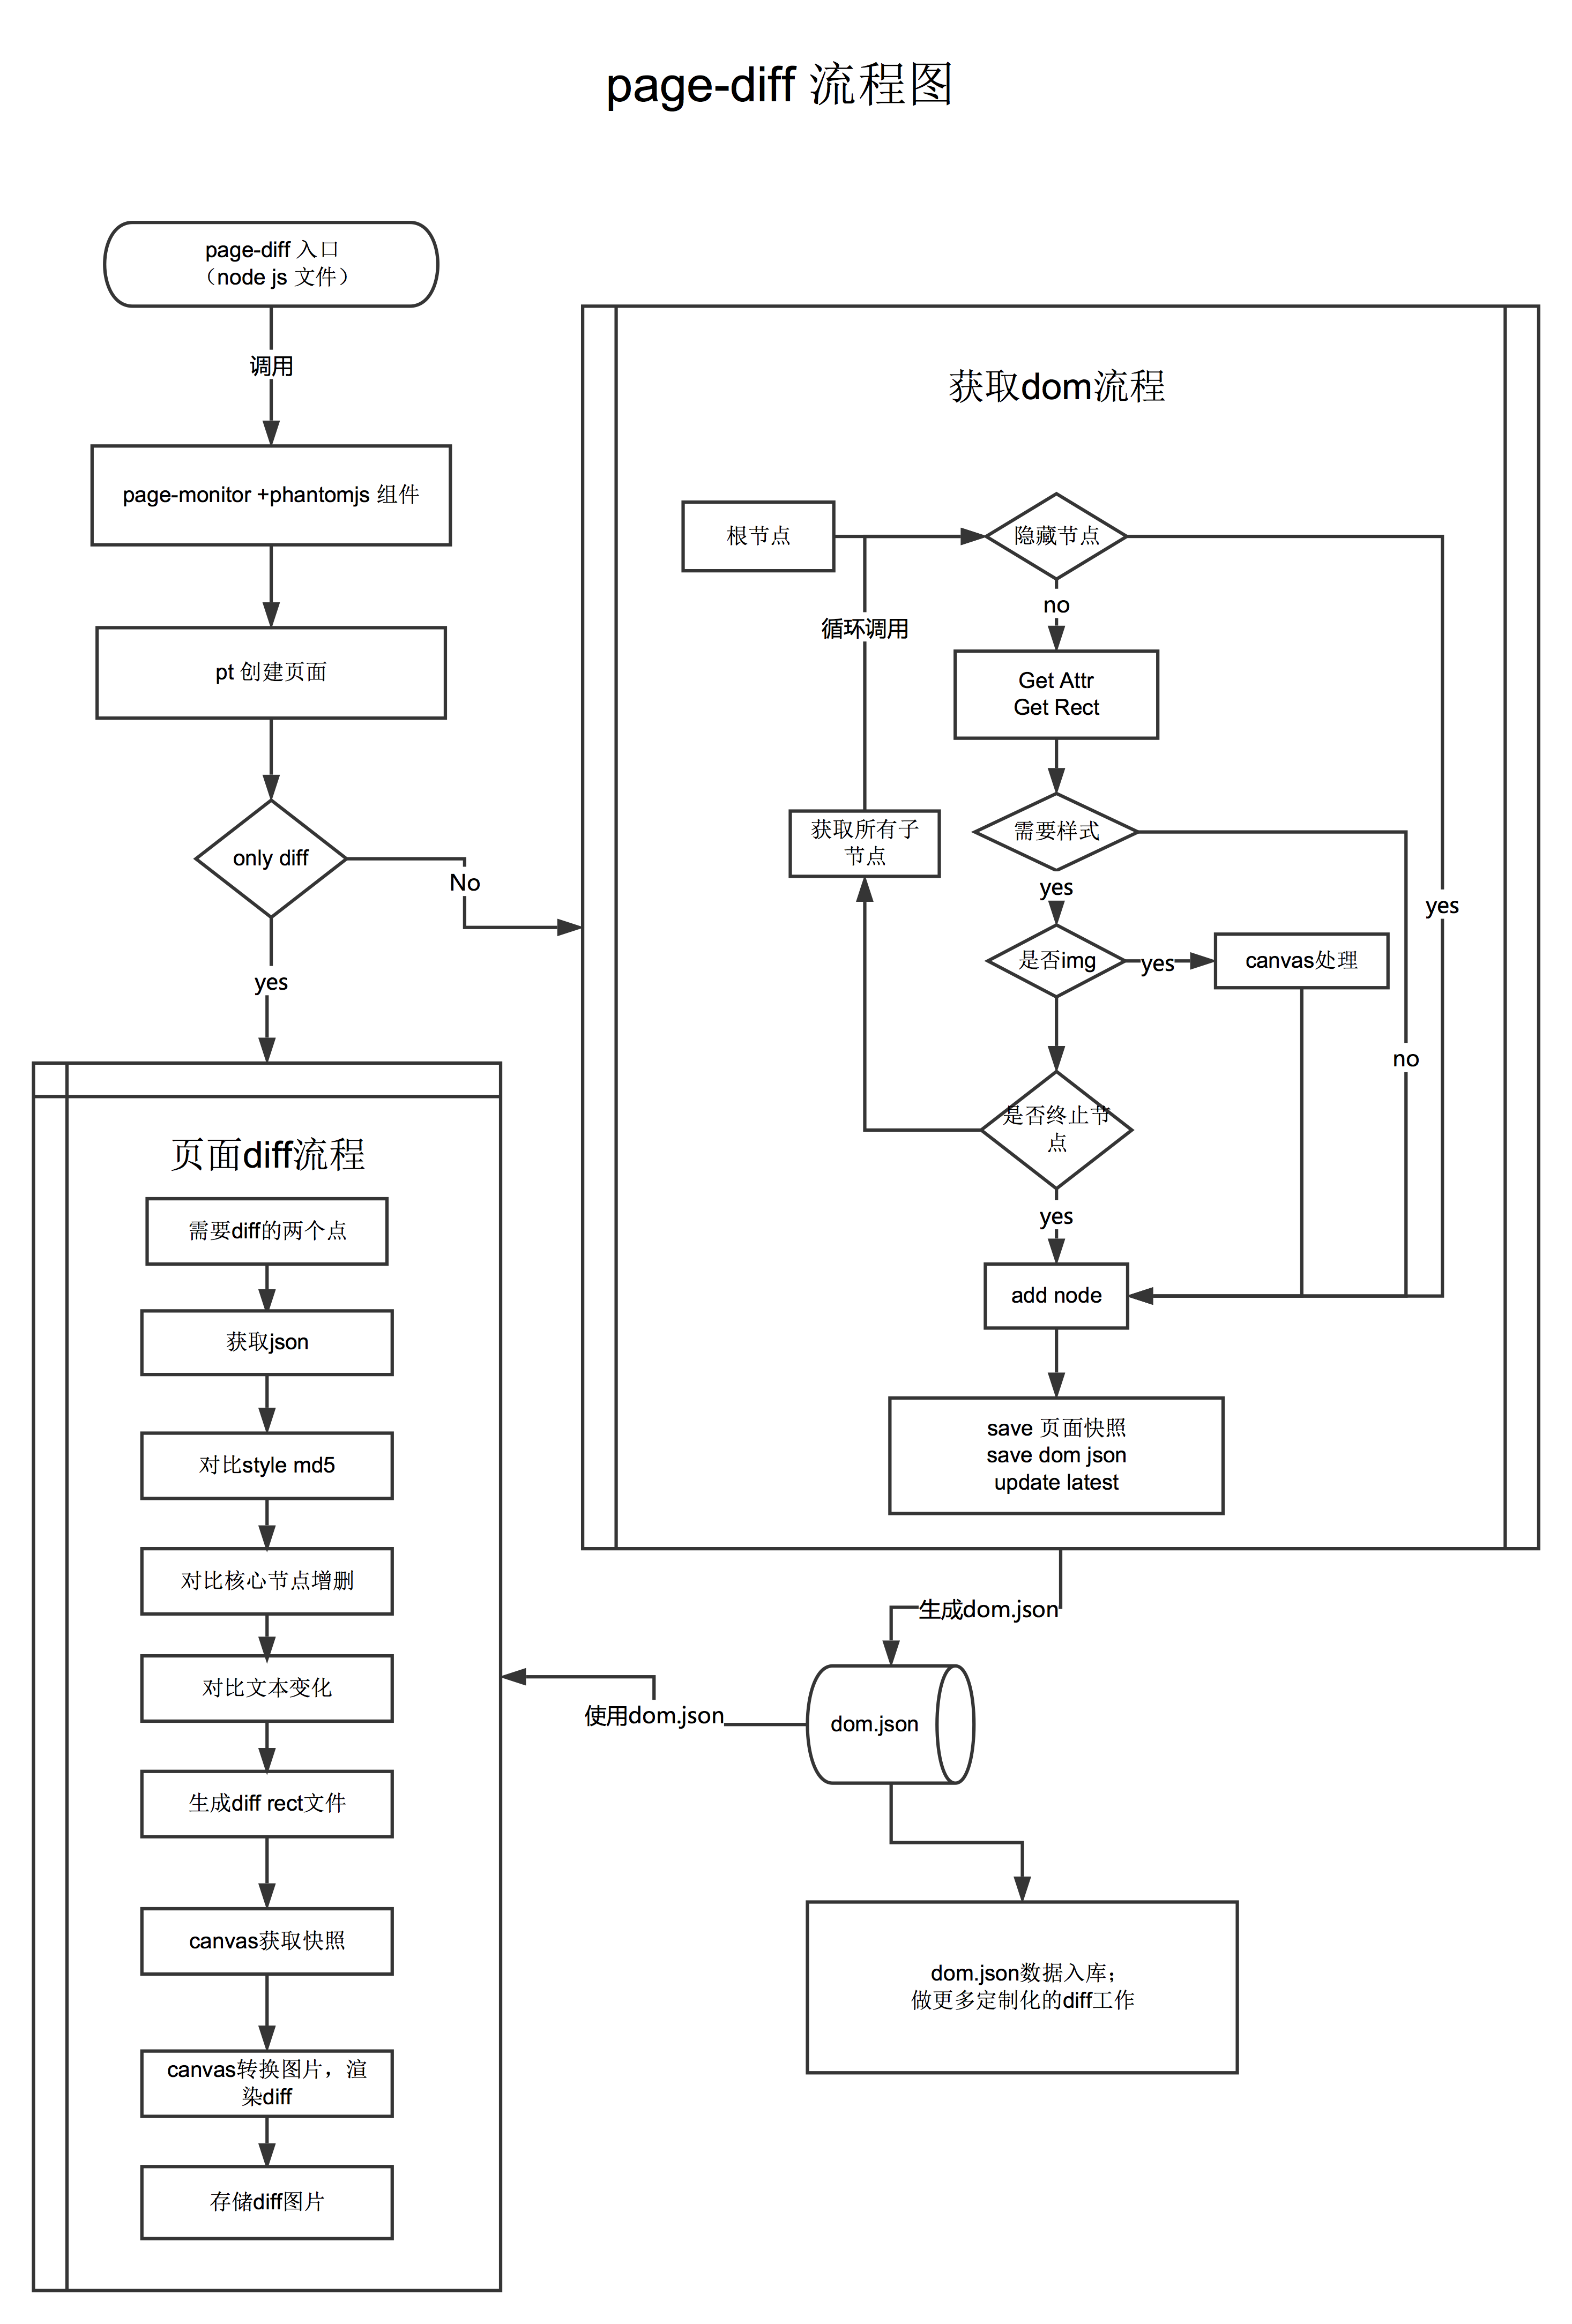 page-diff 流程图
page-diff 入口
（node js 文件）
调用
page-monitor +phantomjs 组件
pt 创建页面
only diff
No
yes
获取dom流程
根节点
隐藏节点
no
循环调用
Get Attr
Get Rect
获取所有子
节点
需要样式
yes
yes
是否img
yes
canvas处理
no
是否终止节
点
yes
add node
save 页面快照
save dom json
update latest
页面diff流程
需要diff的两个点
获取json
对比style md5
对比核心节点增删
对比文本变化
生成diff rect文件
canvas获取快照
canvas转换图片，渲
染diff
存储diff图片
生成dom.json
使用dom.json
dom.json
dom.json数据入库；
做更多定制化的diff工作